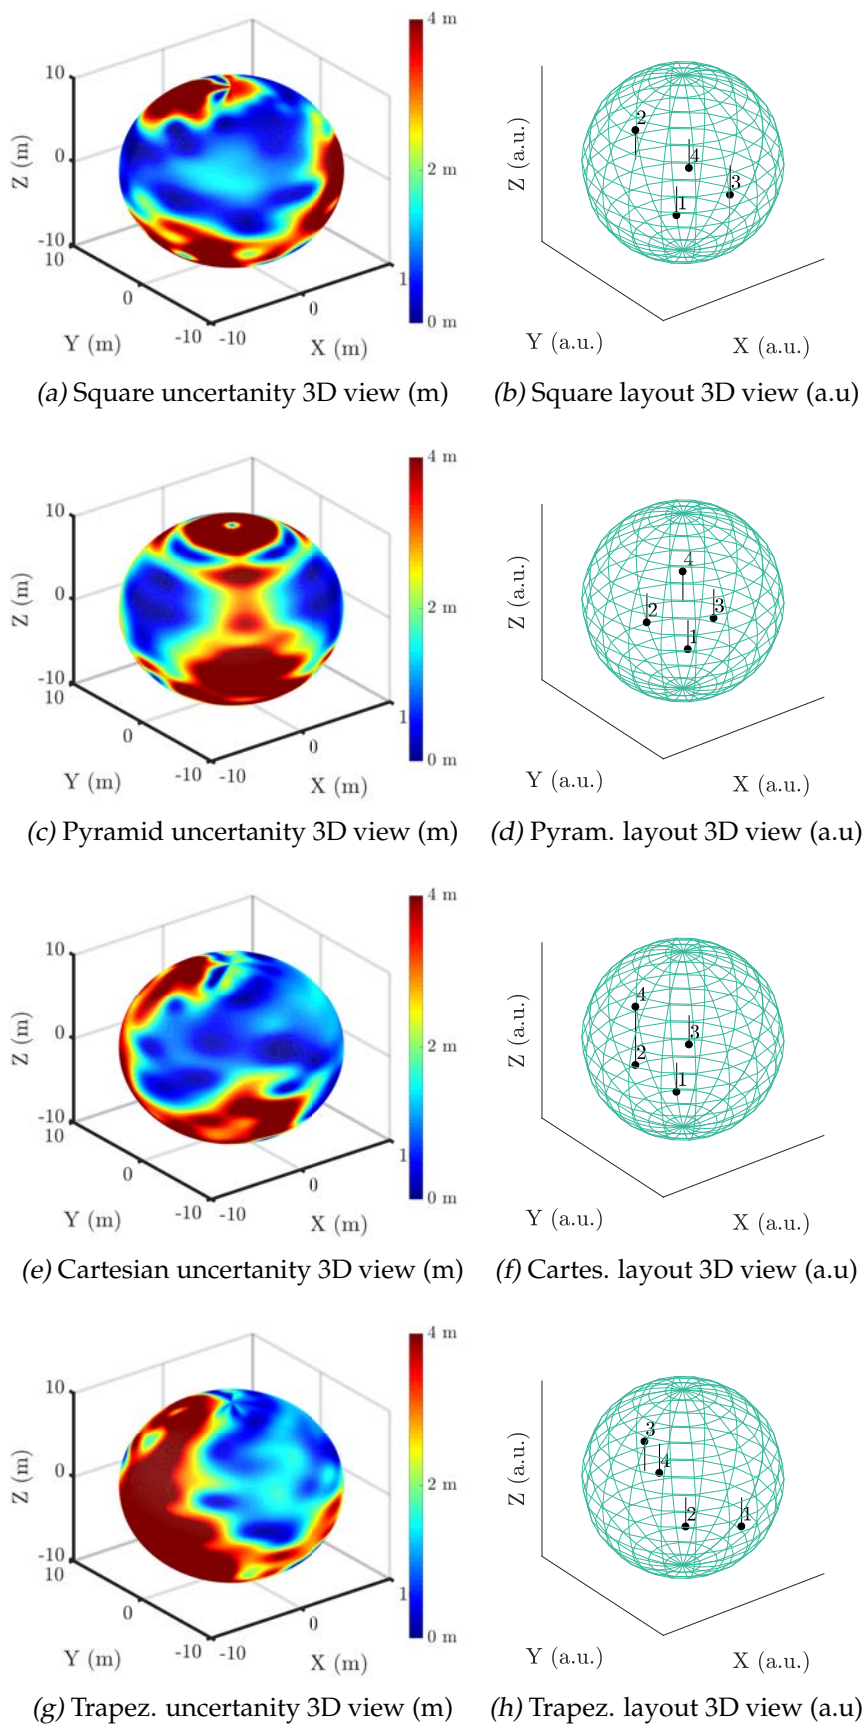 10
0
-10
Z (m)
10
0
-10
Y (m)
-10
0
1
X (m)
4 m
2 m
0 m
Z (a.u.)
2
4
3
1
Y (a.u.)
X (a.u.)
(a) Square uncertanity 3D view (m)
(b) Square layout 3D view (a.u)
10
0
-10
Z (m)
10
0
-10
Y (m)
-10
0
1
X (m)
4 m
2 m
0 m
Z (a.u.)
4
2
3
1
Y (a.u.)
X (a.u.)
(c) Pyramid uncertanity 3D view (m)
(d) Pyram. layout 3D view (a.u)
10
0
-10
Z (m)
10
0
-10
Y (m)
-10
0
1
X (m)
4 m
2 m
0 m
Z (a.u.)
4
3
2
1
Y (a.u.)
X (a.u.)
(e) Cartesian uncertanity 3D view (m)
(f) Cartes. layout 3D view (a.u)
10
0
-10
Z (m)
10
0
-10
Y (m)
-10
0
1
X (m)
4 m
2 m
0 m
Z (a.u.)
3
4
2
1
Y (a.u.)
X (a.u.)
(g) Trapez. uncertanity 3D view (m)
(h) Trapez. layout 3D view (a.u)